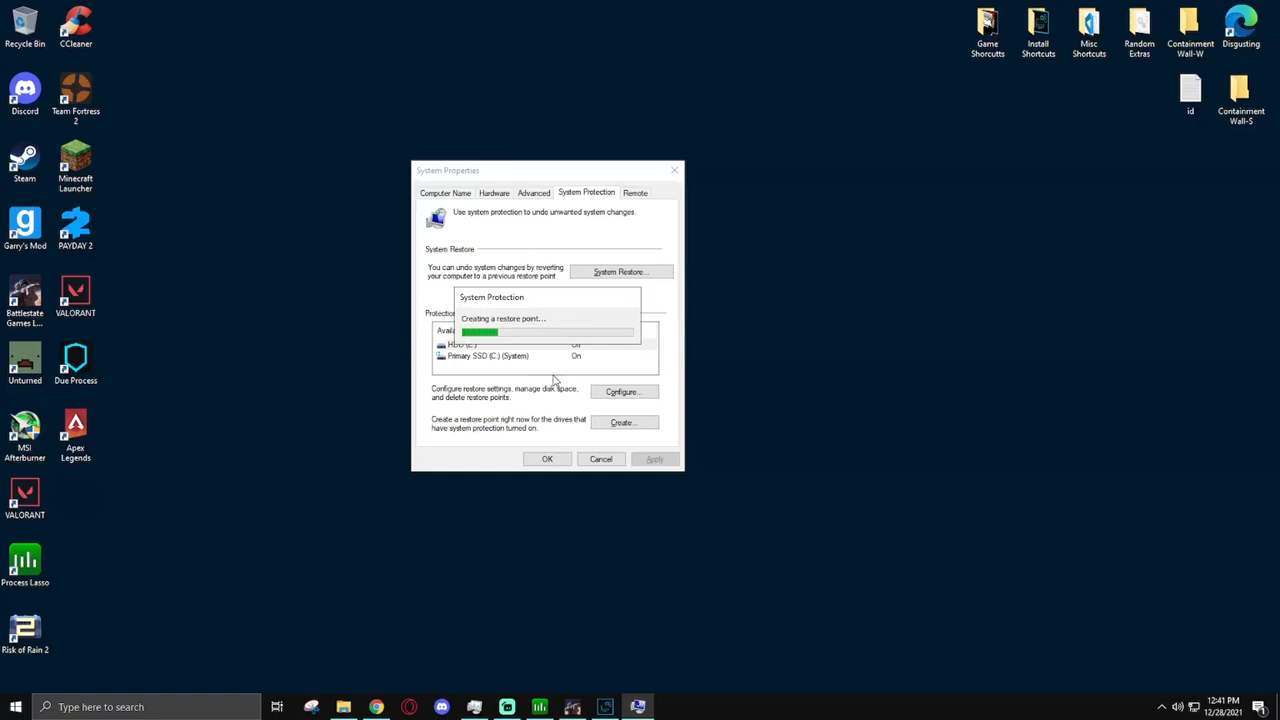 Recycle Bin
CCleaner
Discord
Team Fortress
2
Steam
Minecraft
Launcher
Garry's Mod
PAYDAY 2
Battlestate
Games L...
VALORANT
Unturned
Due Process
MSI
Afterburner
Apex
Legends
VALORANT
Process Lasso
Risk of Rain 2
Game
Shorcutts
Install
Shortcuts
Misc
Shortcuts
Random
Extras
Containment
Wall-W
Disgusting
id
Containment
Wall-S
System Properties
Computer Name Hardware Advanced System Protection Remote
Use system protection to undo unwanted system changes.
System Restore
You can undo system changes by reverting
your computer to a previous restore point.
System Restore...
System Protection
Creating a restore point...
Protection
Availa
HDD (E:) On
Primary SSD (C:) (System) On
Configure restore settings, manage disk space,
and delete restore points.
Configure...
Create a restore point right now for the drives that
have system protection turned on.
Create...
OK Cancel Apply
Type here to search
12:41 PM
12/28/2021
1